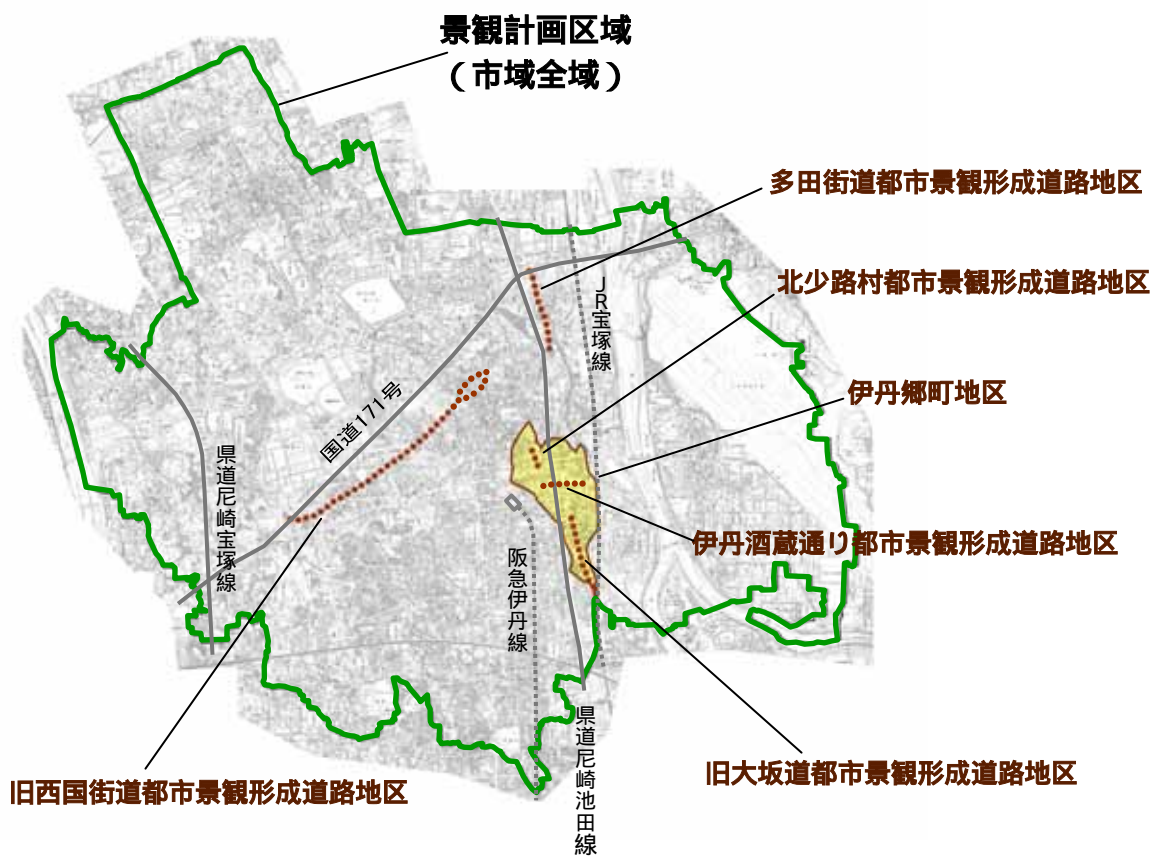 景観計画区域
（市域全域）
多田街道都市景観形成道路地区
北少路村都市景観形成道路地区
JR宝塚線
伊丹郷町地区
国道171号
県道尼崎宝塚線
伊丹酒蔵通り都市景観形成道路地区
阪急伊丹線
県道尼崎池田線
旧大坂道都市景観形成道路地区
旧西国街道都市景観形成道路地区